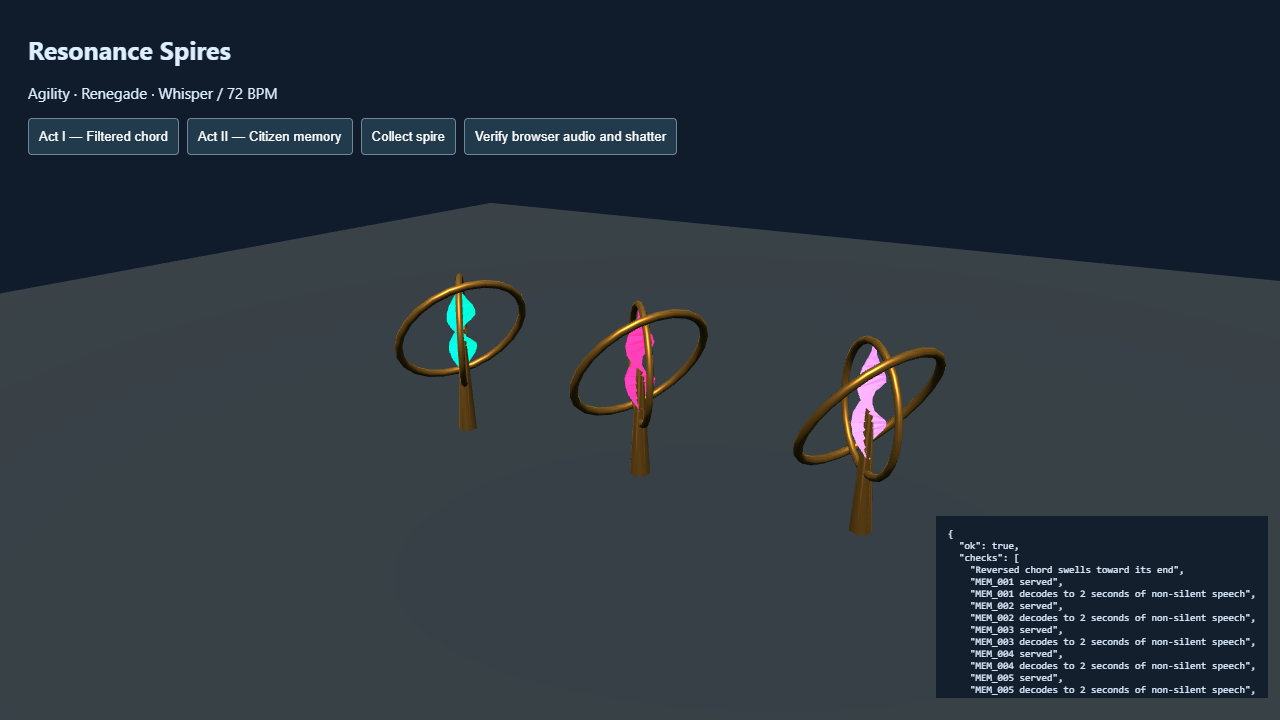 Resonance Spires
Agility · Renegade · Whisper / 72 BPM
Act I — Filtered chord
Act II — Citizen memory
Collect spire
Verify browser audio and shatter
{
  "ok": true,
  "checks": [
    "Reversed chord swells toward its end",
    "MEM_001 served",
    "MEM_001 decodes to 2 seconds of non-silent speech",
    "MEM_002 served",
    "MEM_002 decodes to 2 seconds of non-silent speech",
    "MEM_003 served",
    "MEM_003 decodes to 2 seconds of non-silent speech",
    "MEM_004 served",
    "MEM_004 decodes to 2 seconds of non-silent speech",
    "MEM_005 served",
    "MEM_005 decodes to 2 seconds of non-silent speech",